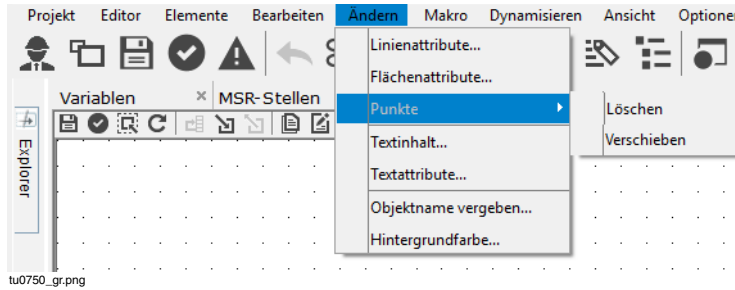 Projekt Editor Elemente Bearbeiten Ändern Makro Dynamisieren Ansicht Optionen
Linienattribute...
Flächenattribute...
Variablen × MSR-Stellen
Punkte
Löschen
Textinhalt...
Verschieben
Explorer
Textattribute...
Objektname vergeben...
Hintergrundfarbe...
tu0750_gr.png